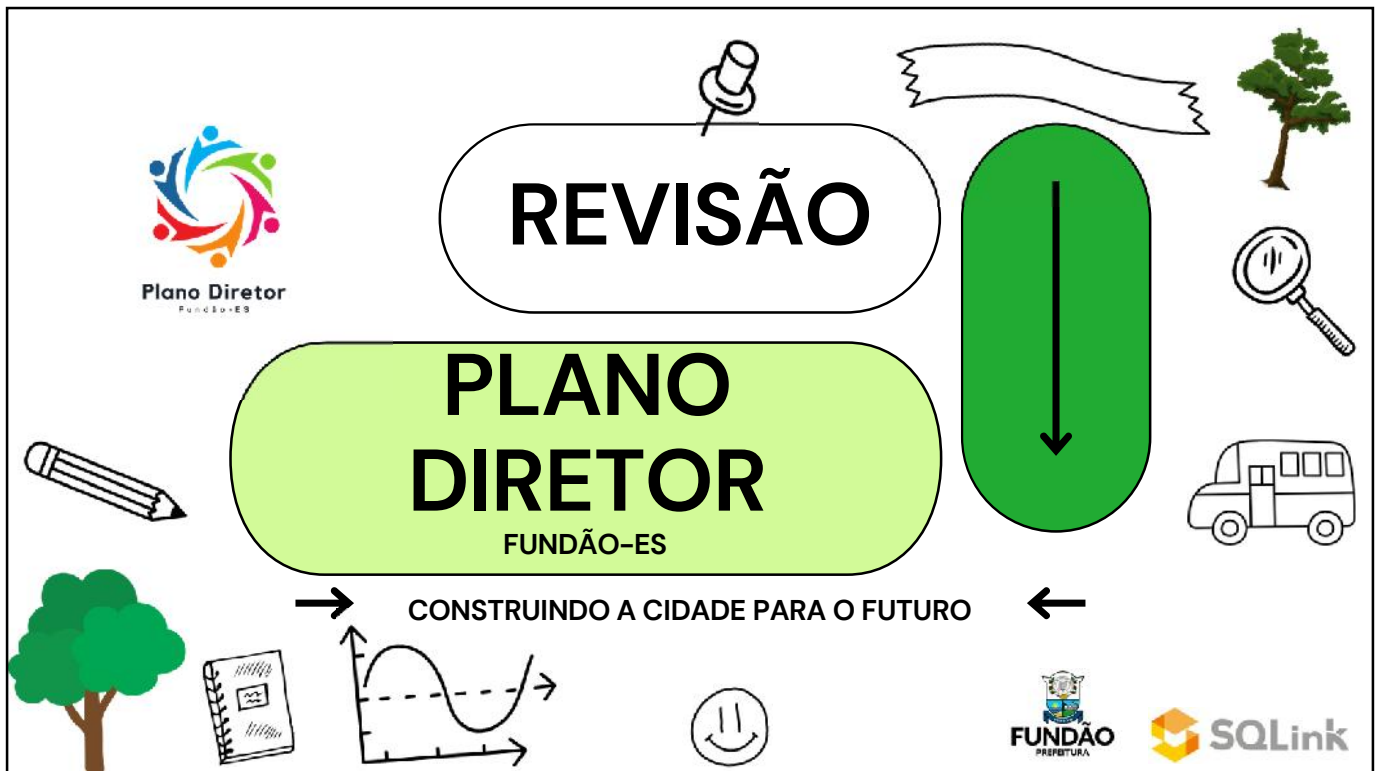 REVISÃO
Plano Diretor
Fundão-ES
PLANO
DIRETOR
FUNDÃO-ES
CONSTRUINDO A CIDADE PARA O FUTURO
FUNDÃO
PREFEITURA
SQLink